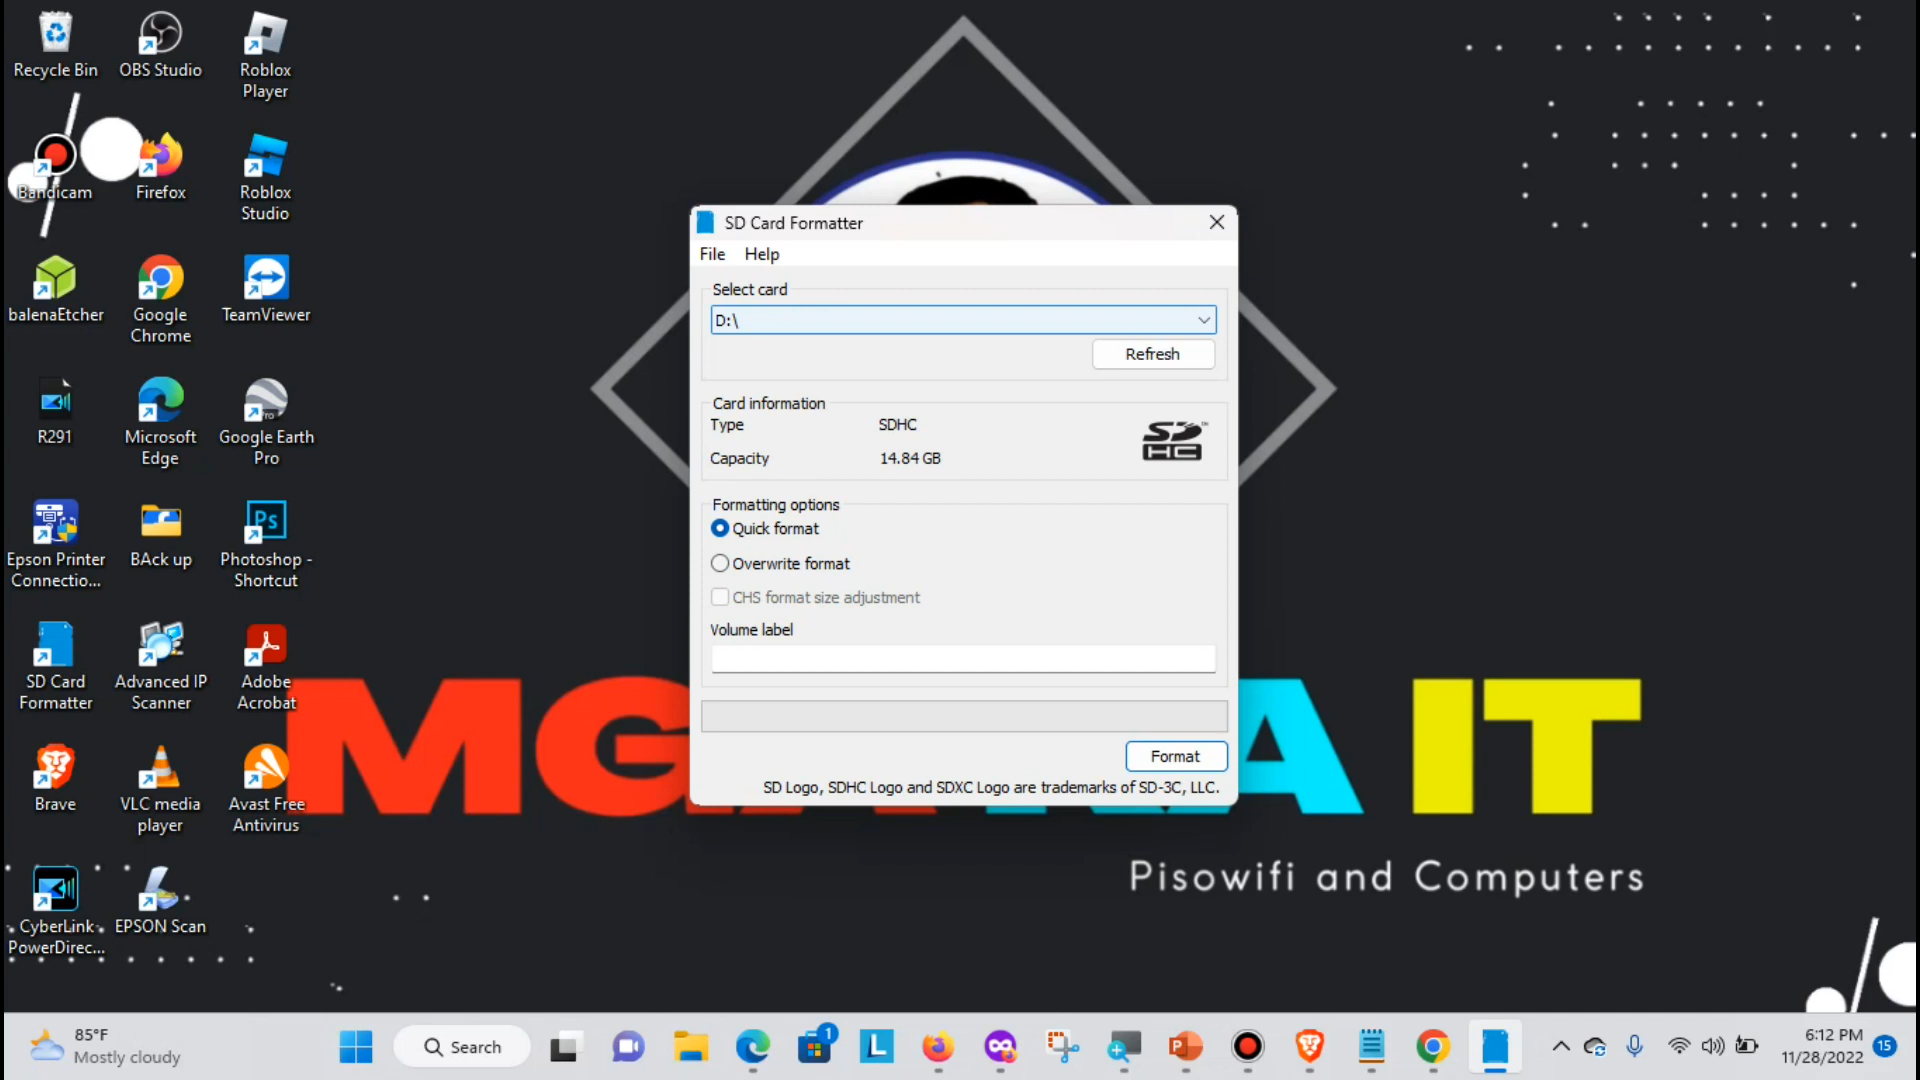 Recycle Bin
OBS Studio
Roblox
Player
Bandicam
Firefox
Roblox
Studio
balenaEtcher
Google
Chrome
TeamViewer
R291
Microsoft
Edge
Google Earth
Pro
Epson Printer
Connectio...
BAck up
Photoshop -
Shortcut
SD Card
Formatter
Advanced IP
Scanner
Adobe
Acrobat
Brave
VLC media
player
Avast Free
Antivirus
CyberLink
PowerDirec...
EPSON Scan
SD Card Formatter
File Help
Select card
D:\
Refresh
Card information
Type SDHC
Capacity 14.84 GB
Formatting options
Quick format
Overwrite format
CHS format size adjustment
Volume label
Format
SD Logo, SDHC Logo and SDXC Logo are trademarks of SD-3C, LLC.
IT
Pisowifi and Computers
85°F
Mostly cloudy
Search
1
6:12 PM
11/28/2022
15